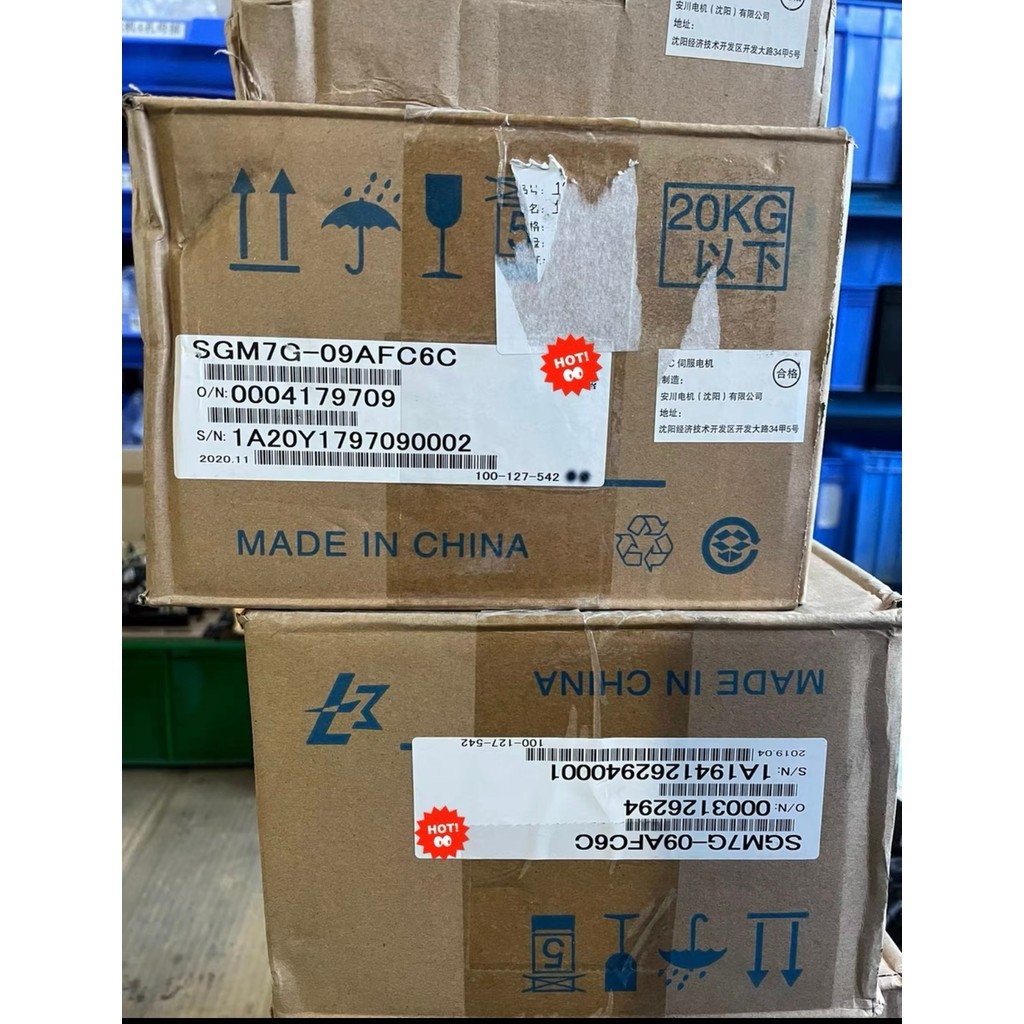 安川电机（沈阳）有限公司
地址：
沈阳经济技术开发区开发大路34甲5号
20KG
以下
5
SGM7G-09AFC6C
O/N: 0004179709
S/N: 1A20Y1797090002
2020.11
100-127-542
HOT!
伺服电机
制造：
合格
安川电机（沈阳）有限公司
地址：
沈阳经济技术开发区开发大路34甲5号
MADE IN CHINA
MADE IN CHINA
SGM7G-09AFC6C
O/N: 0003126294
S/N: 1A1941262940001
2019.04
100-127-542
HOT!
5